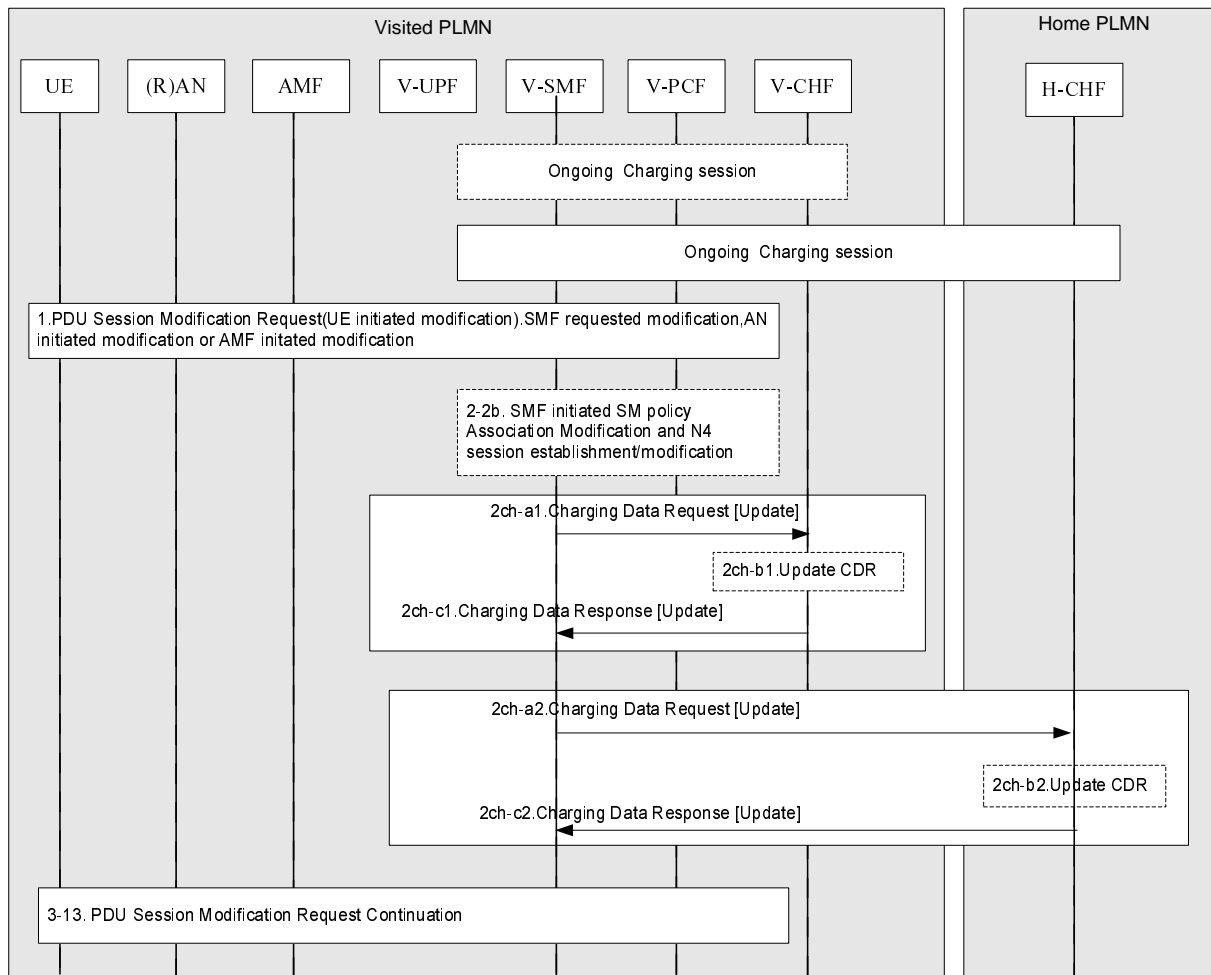 Visited PLMN
Home PLMN
UE
(R)AN
AMF
V-UPF
V-SMF
V-PCF
V-CHF
H-CHF
Ongoing Charging session
Ongoing Charging session
1.PDU Session Modification Request(UE initiated modification).SMF requested modification,AN
initiated modification or AMF initated modification
2-2b. SMF initiated SM policy
Association Modification and N4
session establishment/modification
2ch-a1.Charging Data Request [Update]
2ch-b1.Update CDR
2ch-c1.Charging Data Response [Update]
2ch-a2.Charging Data Request [Update]
2ch-b2.Update CDR
2ch-c2.Charging Data Response [Update]
3-13. PDU Session Modification Request Continuation